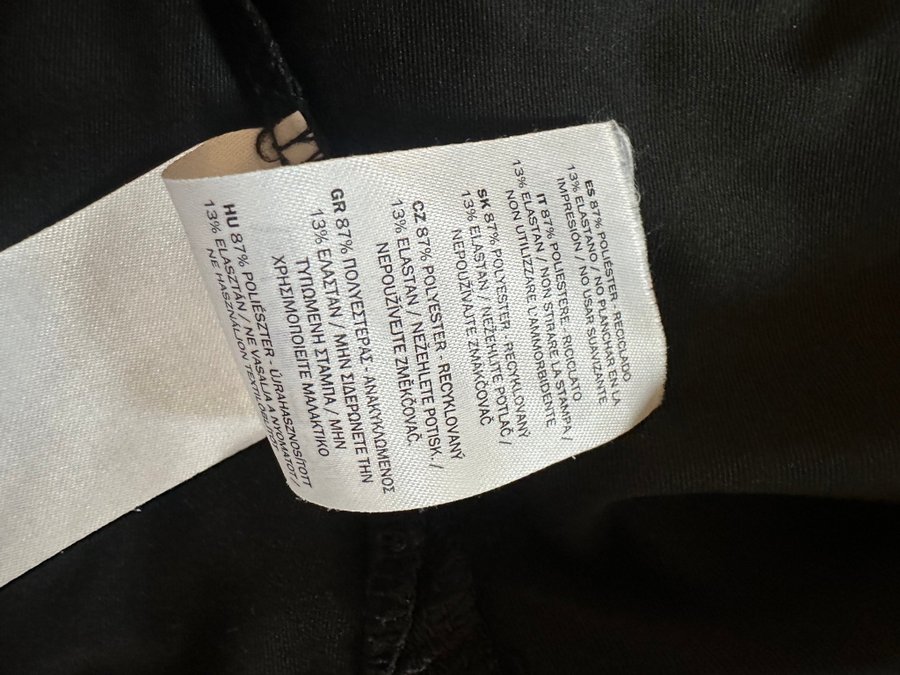 ES 87% POLIÉSTER - RECICLADO
13% ELASTANO / NO PLANCHAR EN LA
IMPRESIÓN / NO USAR SUAVIZANTE
IT 87% POLIESTERE, RICICLATO
13% ELASTAN / NON STIRARE LA STAMPA /
NON UTILIZZARE L'AMMORBIDENTE
SK 87% POLYESTER - RECYKLOVANÝ
13% ELASTAN / NEŽEHLITE POTLAČ /
NEPOUŽÍVAJTE ZMÄKČOVAČ
CZ 87% POLYESTER - RECYKLOVANÝ
13% ELASTAN / NEŽEHLETE POTISK. /
NEPOUŽÍVEJTE ZMĚKČOVAČ.
GR 87% ΠΟΛΥΕΣΤΕΡΑΣ - ΑΝΑΚΥΚΛΩΜΕΝΟΣ
13% ΕΛΑΣΤΑΝ / ΜΗΝ ΣΙΔΕΡΩΝΕΤΕ ΤΗΝ
ΤΥΠΩΜΕΝΗ ΣΤΑΜΠΑ / ΜΗΝ
ΧΡΗΣΙΜΟΠΟΙΕΙΤΕ ΜΑΛΑΚΤΙΚΟ
HU 87% POLIÉSZTER - ÚJRAHASZNOSÍTOTT
13% ELASZTÁN / NE VASALJA A NYOMATOT /
NE HASZNÁLJON TEXTILÖBLÍTŐT